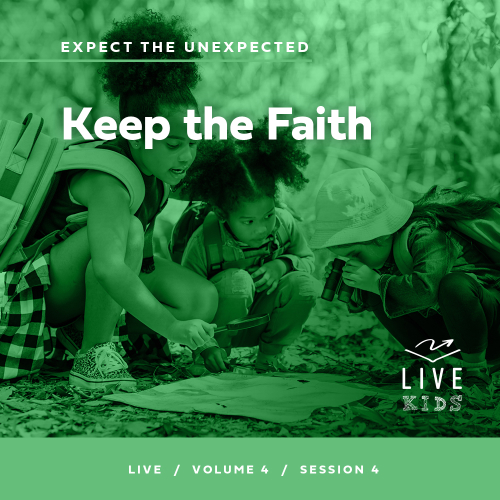 EXPECT THE UNEXPECTED
Keep the Faith
LIVE
KIDS
LIVE / VOLUME 4 / SESSION 4